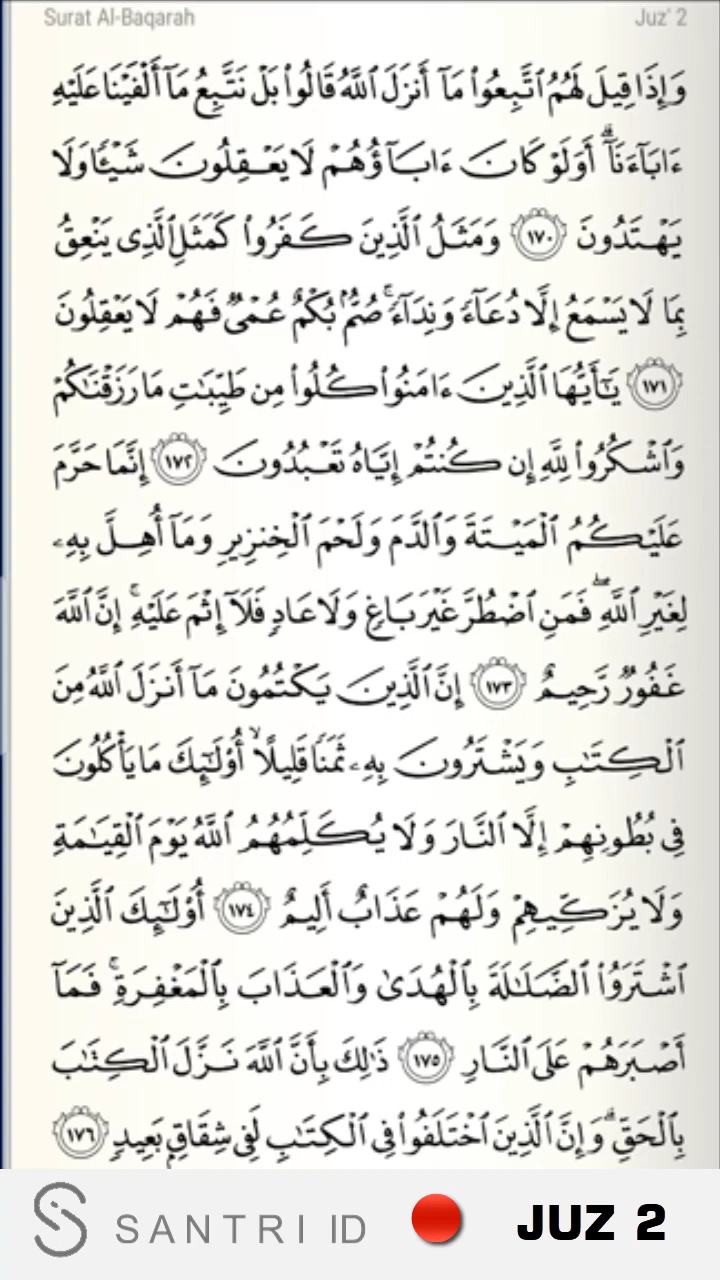 Surat Al-Baqarah Juz' 2
وَإِذَا قِيلَ لَهُمُ ٱتَّبِعُوا۟ مَآ أَنزَلَ ٱللَّهُ قَالُوا۟ بَلْ نَتَّبِعُ مَآ أَلْفَيْنَا عَلَيْهِ
ءَابَآءَنَآ ۗ أَوَلَوْ كَانَ ءَابَآؤُهُمْ لَا يَعْقِلُونَ شَيْـًٔا وَلَا
يَهْتَدُونَ ١٧٠ وَمَثَلُ ٱلَّذِينَ كَفَرُوا۟ كَمَثَلِ ٱلَّذِى يَنْعِقُ
بِمَا لَا يَسْمَعُ إِلَّا دُعَآءً وَنِدَآءً ۚ صُمٌّۢ بُكْمٌ عُمْىٌ فَهُمْ لَا يَعْقِلُونَ
١٧١ يَـٰٓأَيُّهَا ٱلَّذِينَ ءَامَنُوا۟ كُلُوا۟ مِن طَيِّبَـٰتِ مَا رَزَقْنَـٰكُمْ
وَٱشْكُرُوا۟ لِلَّهِ إِن كُنتُمْ إِيَّاهُ تَعْبُدُونَ ١٧٢ إِنَّمَا حَرَّمَ
عَلَيْكُمُ ٱلْمَيْتَةَ وَٱلدَّمَ وَلَحْمَ ٱلْخِنزِيرِ وَمَآ أُهِلَّ بِهِۦ
لِغَيْرِ ٱللَّهِ ۖ فَمَنِ ٱضْطُرَّ غَيْرَ بَاغٍ وَلَا عَادٍ فَلَآ إِثْمَ عَلَيْهِ ۚ إِنَّ ٱللَّهَ
غَفُورٌ رَّحِيمٌ ١٧٣ إِنَّ ٱلَّذِينَ يَكْتُمُونَ مَآ أَنزَلَ ٱللَّهُ مِنَ
ٱلْكِتَـٰبِ وَيَشْتَرُونَ بِهِۦ ثَمَنًا قَلِيلًا ۙ أُو۟لَـٰٓئِكَ مَا يَأْكُلُونَ
فِى بُطُونِهِمْ إِلَّا ٱلنَّارَ وَلَا يُكَلِّمُهُمُ ٱللَّهُ يَوْمَ ٱلْقِيَـٰمَةِ
وَلَا يُزَكِّيهِمْ وَلَهُمْ عَذَابٌ أَلِيمٌ ١٧٤ أُو۟لَـٰٓئِكَ ٱلَّذِينَ
ٱشْتَرَوُا۟ ٱلضَّلَـٰلَةَ بِٱلْهُدَىٰ وَٱلْعَذَابَ بِٱلْمَغْفِرَةِ ۚ فَمَآ
أَصْبَرَهُمْ عَلَى ٱلنَّارِ ١٧٥ ذَٰلِكَ بِأَنَّ ٱللَّهَ نَزَّلَ ٱلْكِتَـٰبَ
بِٱلْحَقِّ ۗ وَإِنَّ ٱلَّذِينَ ٱخْتَلَفُوا۟ فِى ٱلْكِتَـٰبِ لَفِى شِقَاقٍۭ بَعِيدٍ ١٧٦
SANTRI ID JUZ 2